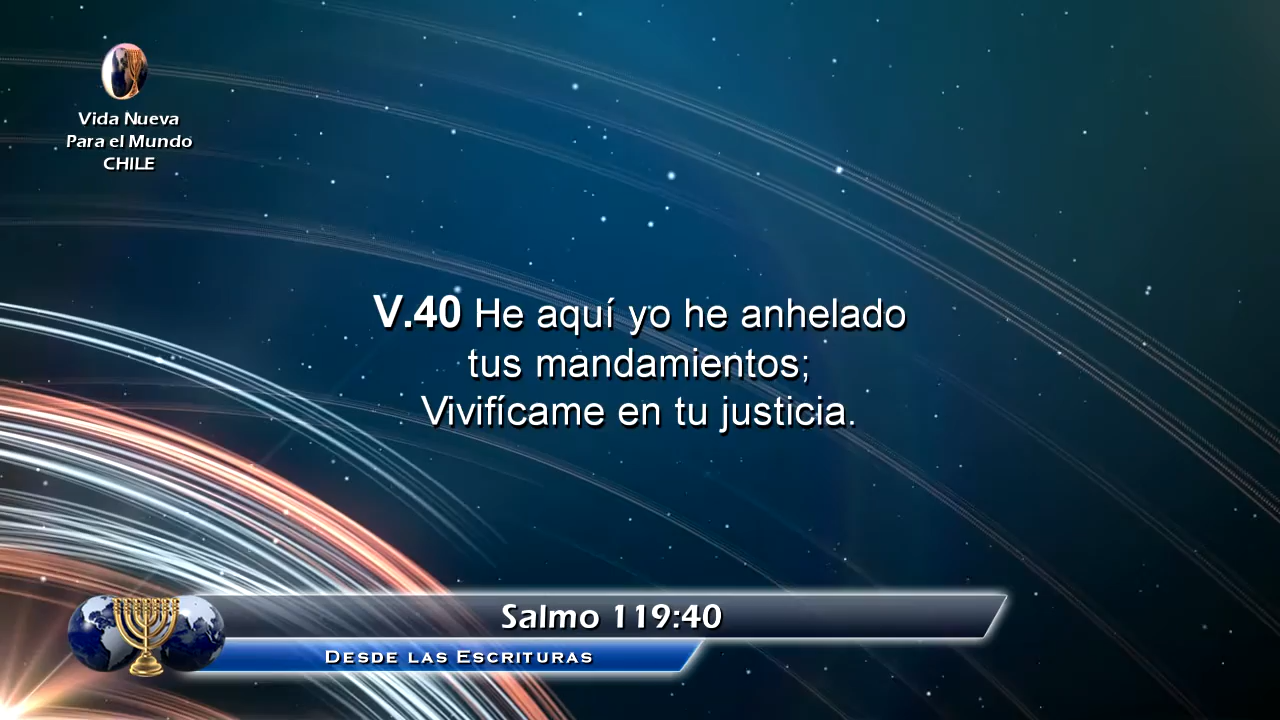 Vida Nueva
Para el Mundo
CHILE
V.40 He aquí yo he anhelado
tus mandamientos;
Vivifícame en tu justicia.
Salmo 119:40
Desde las Escrituras